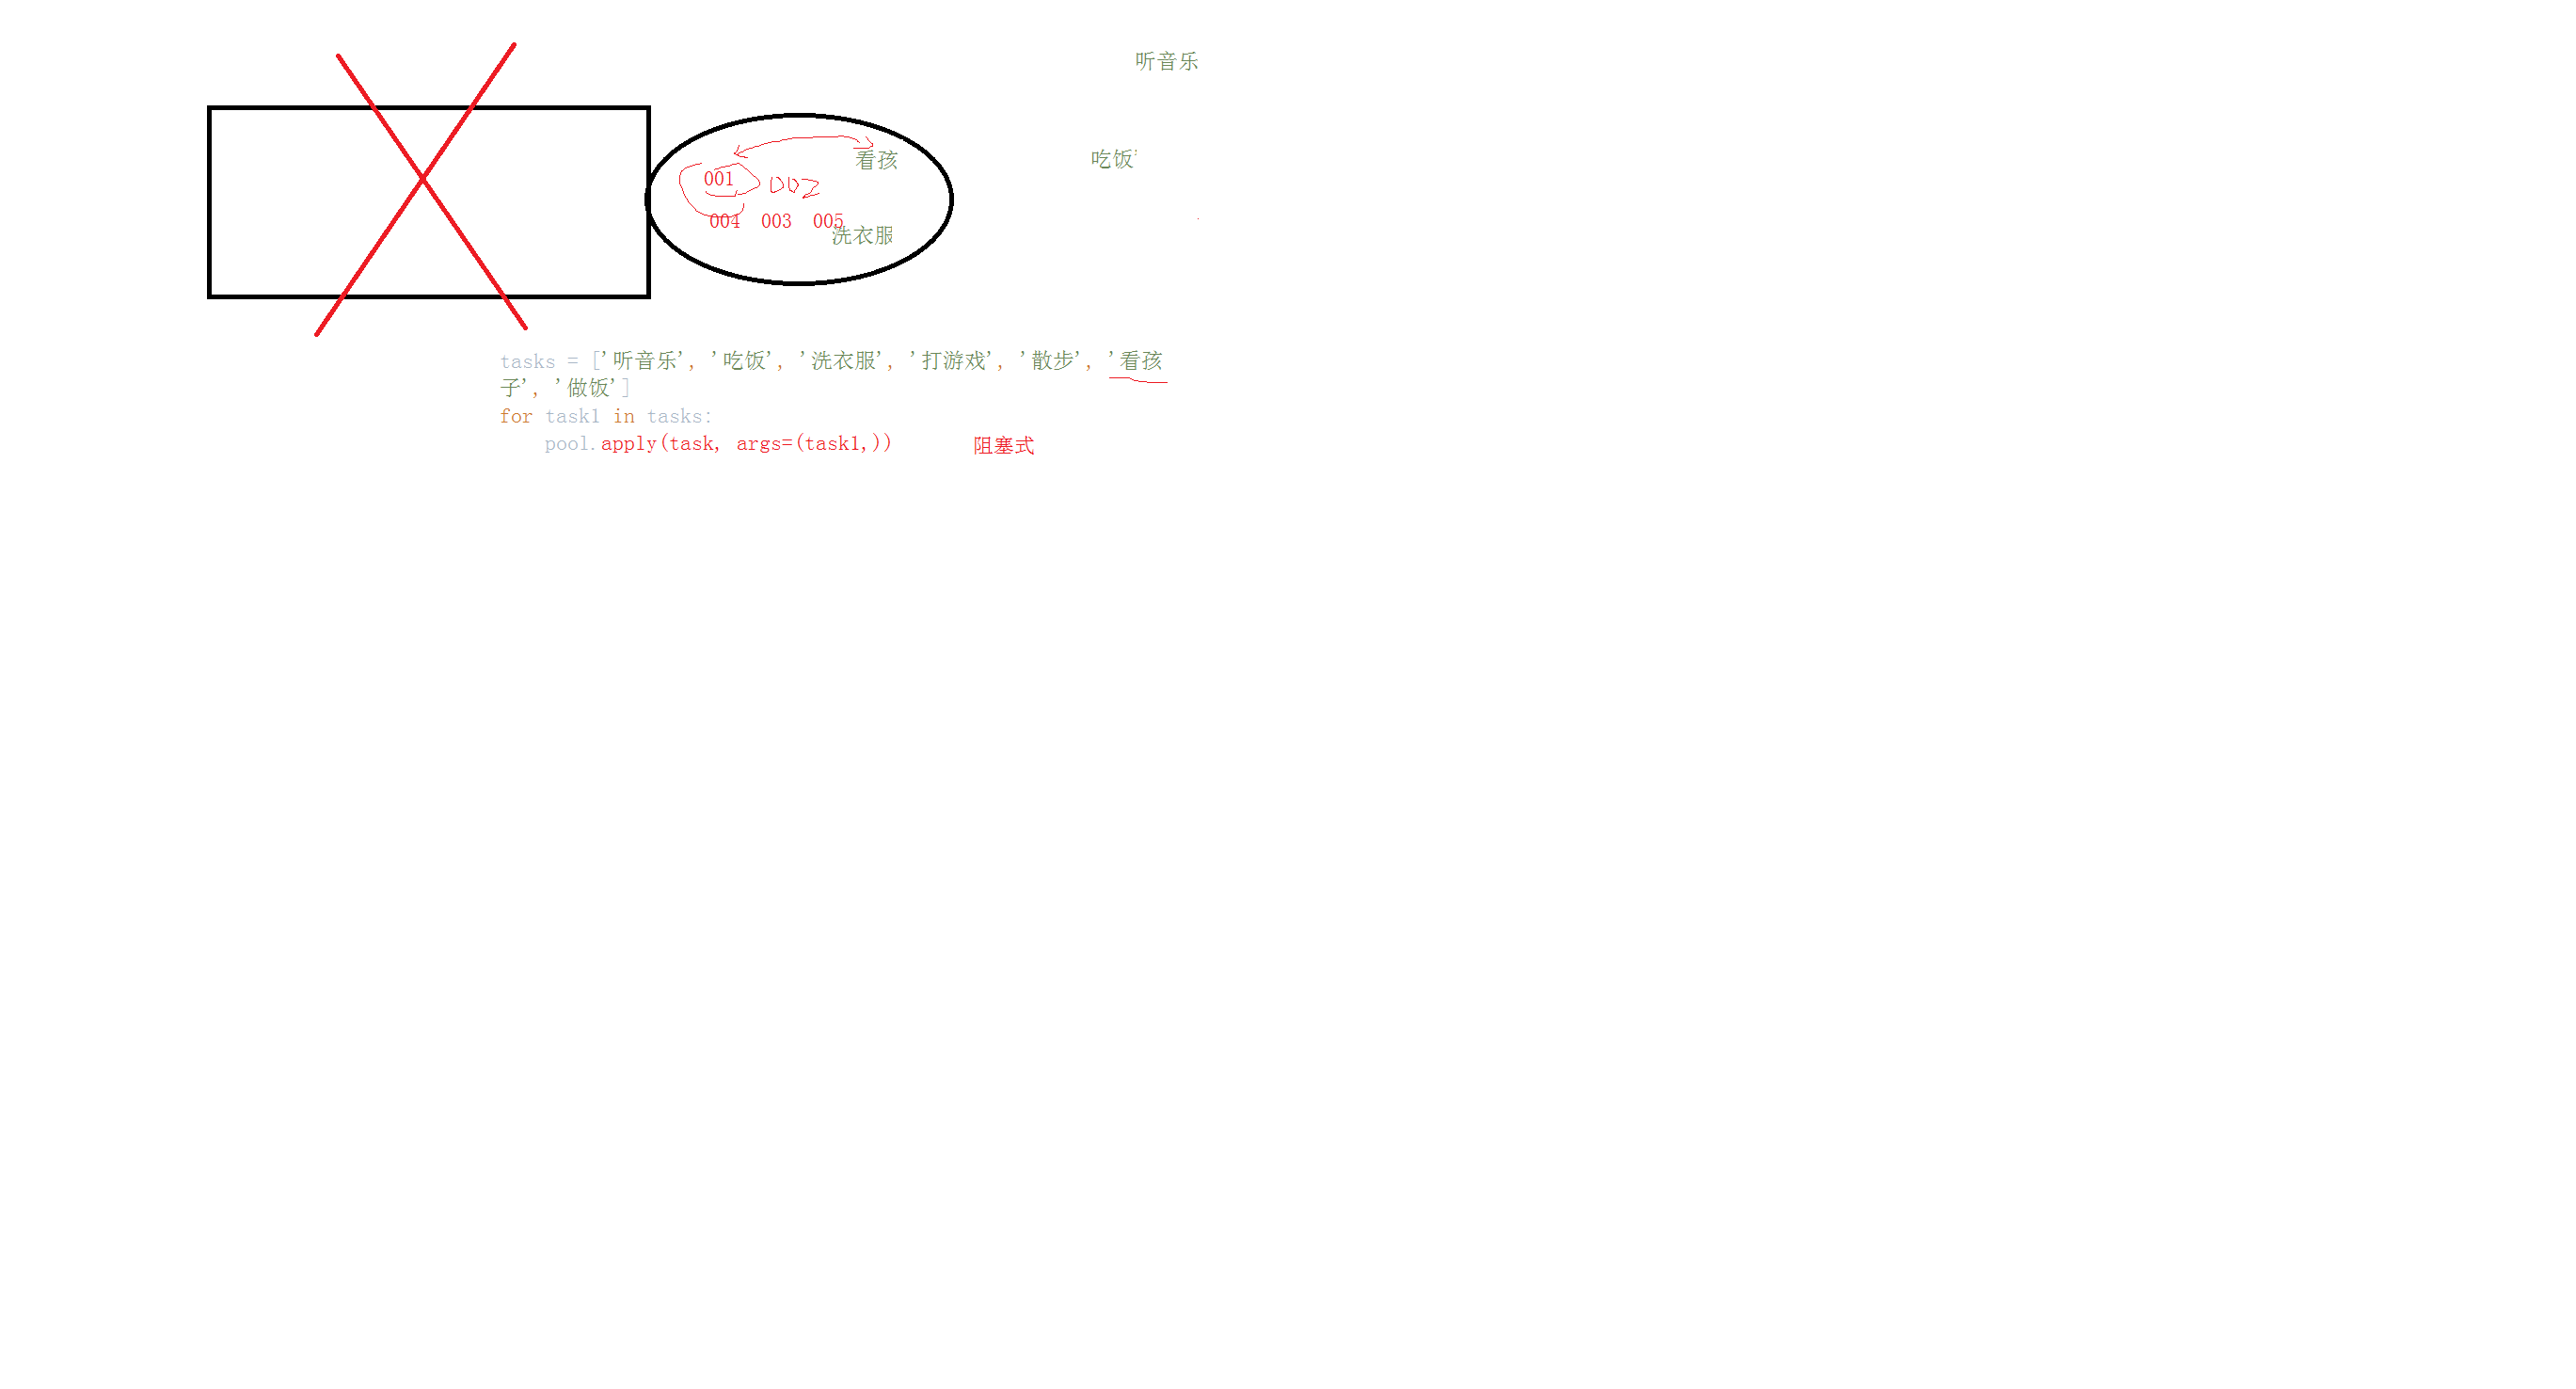 听音乐
看孩
吃饭'
001 002
004 003 005
洗衣服
tasks = ['听音乐', '吃饭', '洗衣服', '打游戏', '散步', '看孩
子', '做饭']
for task1 in tasks:
pool.apply(task, args=(task1,)) 阻塞式